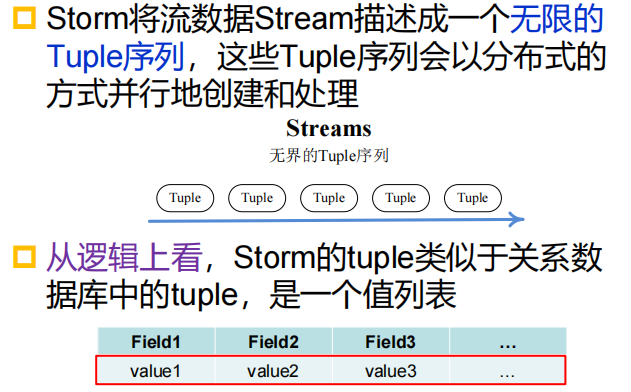 Storm将流数据Stream描述成一个无限的
Tuple序列，这些Tuple序列会以分布式的
方式并行地创建和处理
Streams
无界的Tuple序列
Tuple Tuple Tuple Tuple Tuple
从逻辑上看，Storm的tuple类似于关系数
据库中的tuple，是一个值列表
Field1 Field2 Field3 ...
value1 value2 value3 ...